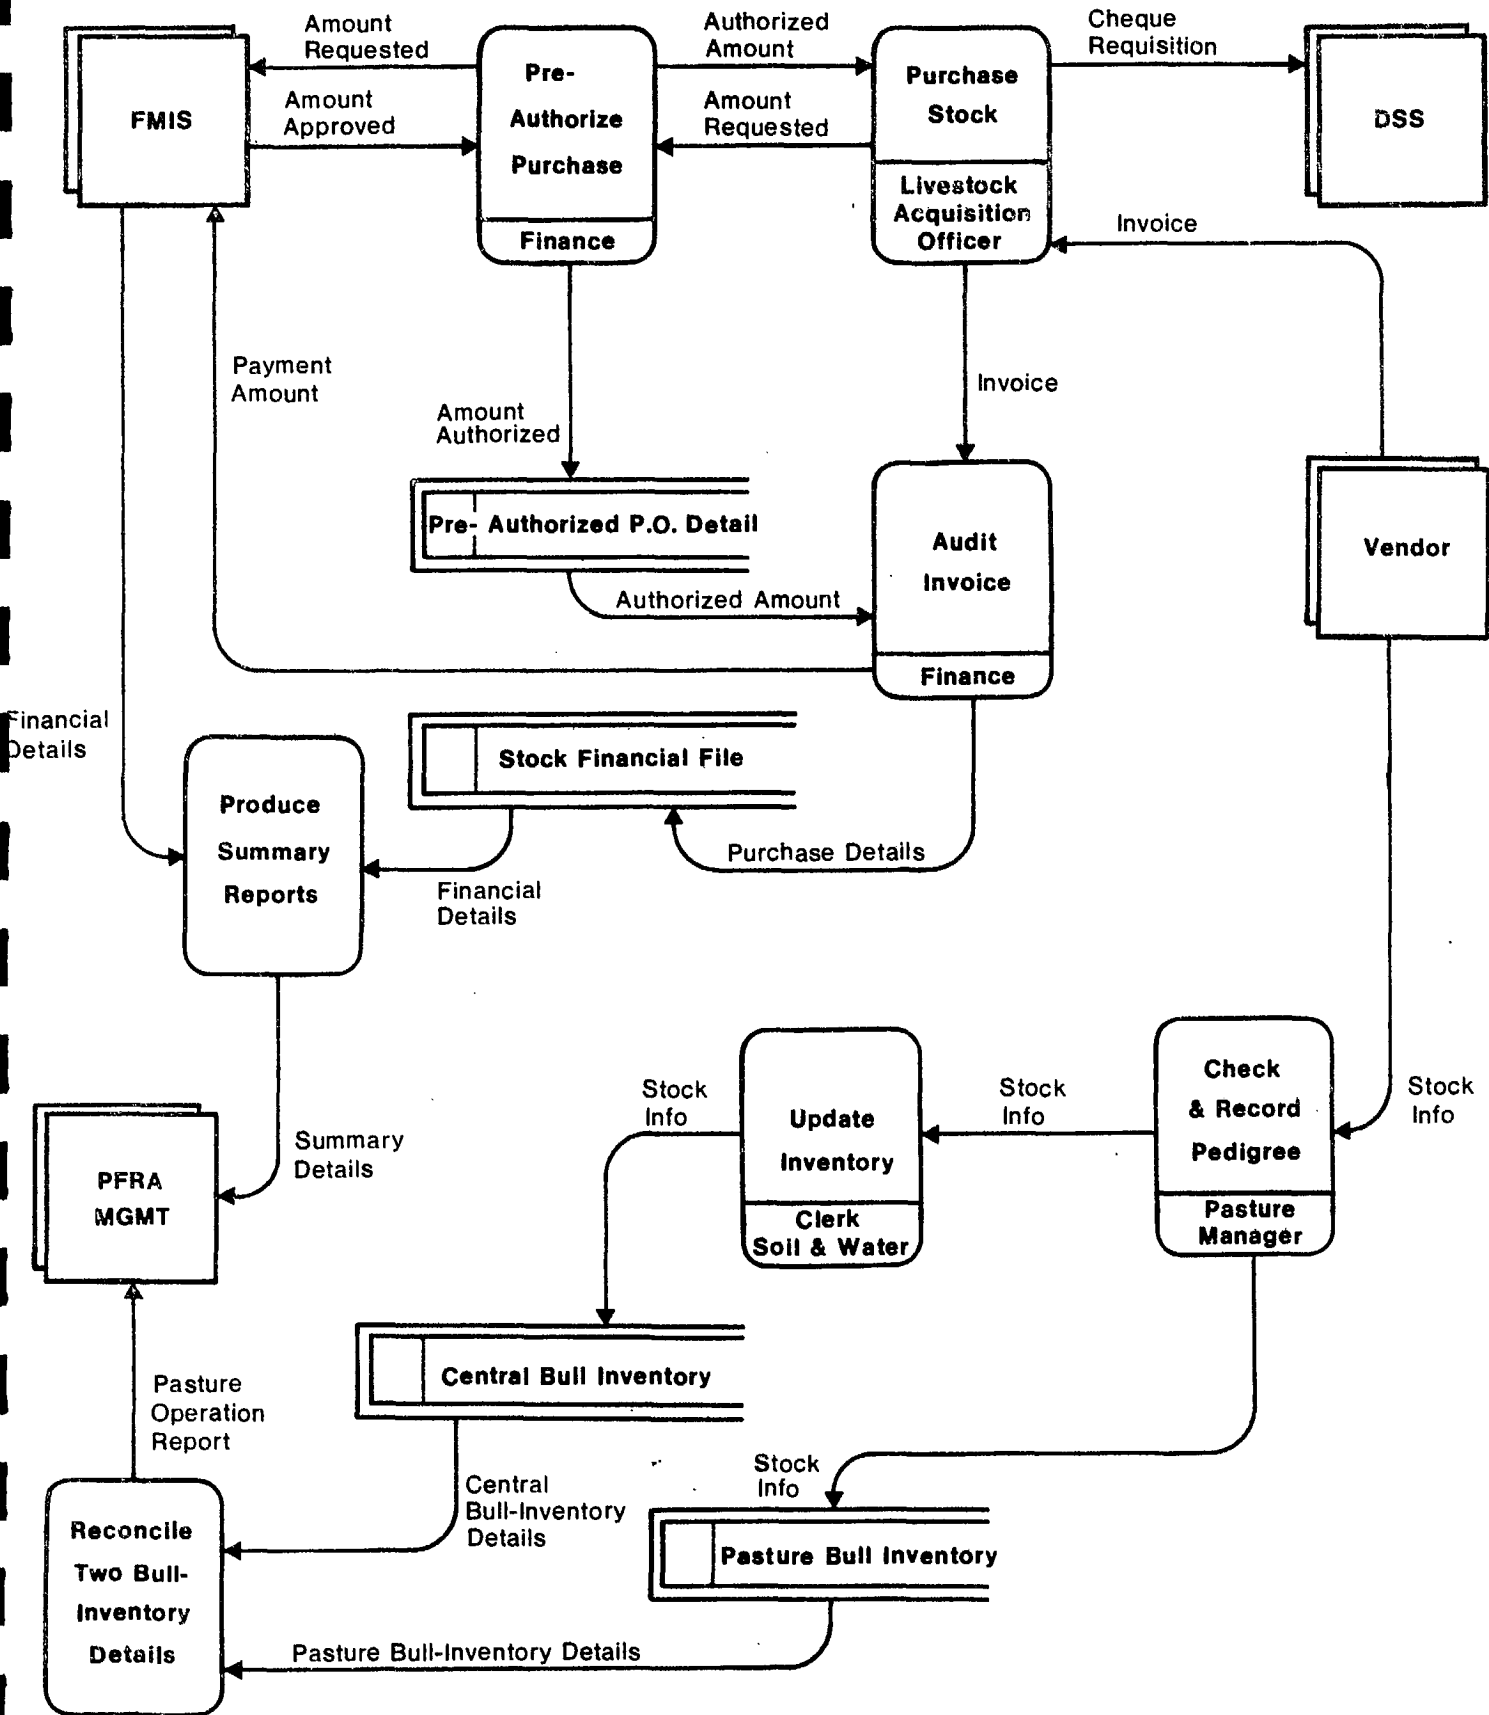 Amount
Requested
Authorized
Amount
Cheque
Requisition
FMIS
Pre-
Authorize
Purchase
Finance
Purchase
Stock
Livestock
Acquisition
Officer
DSS
Amount
Approved
Amount
Requested
Invoice
Payment
Amount
Amount
Authorized
Invoice
Pre- Authorized P.O. Detail
Audit
Invoice
Finance
Vendor
Authorized Amount
Financial
Details
Stock Financial File
Produce
Summary
Reports
Purchase Details
Financial
Details
Stock
Info
Update
Inventory
Clerk
Soil & Water
Stock
Info
Check
& Record
Pedigree
Pasture
Manager
Stock
Info
Summary
Details
PFRA
MGMT
Central Bull Inventory
Pasture
Operation
Report
Central
Bull-Inventory
Details
Stock
Info
Pasture Bull Inventory
Reconcile
Two Bull-
Inventory
Details
Pasture Bull-Inventory Details